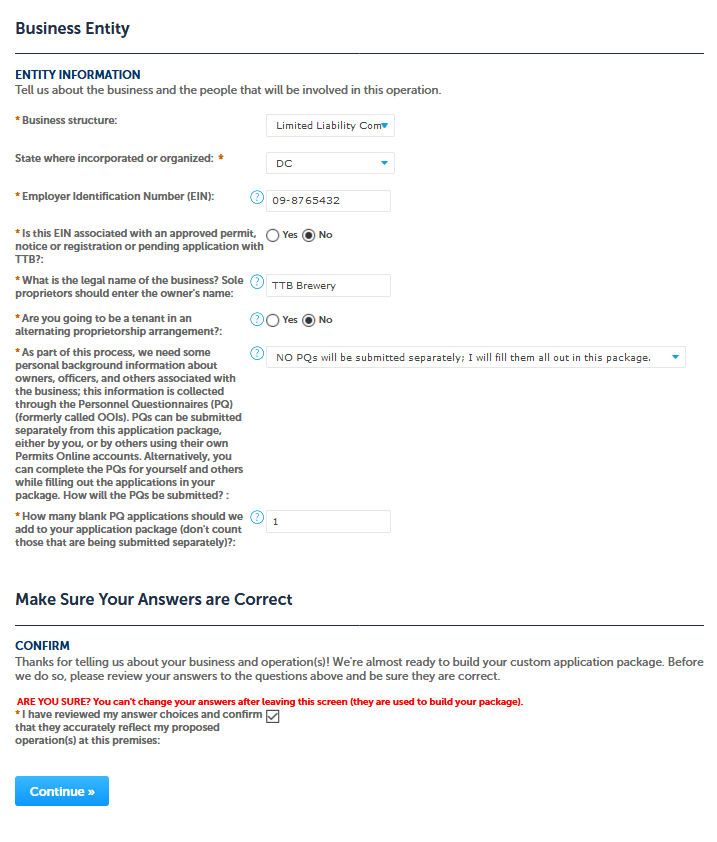 Business Entity
ENTITY INFORMATION
Tell us about the business and the people that will be involved in this operation.
* Business structure:
Limited Liability Com
State where incorporated or organized: *
DC
* Employer Identification Number (EIN):
? 09-8765432
* Is this EIN associated with an approved permit,
notice or registration or pending application with
TTB?:
Yes No
* What is the legal name of the business? Sole
proprietors should enter the owner's name:
? TTB Brewery
* Are you going to be a tenant in an
alternating proprietorship arrangement?:
? Yes No
* As part of this process, we need some
personal background information about
owners, officers, and others associated with
the business; this information is collected
through the Personnel Questionnaires (PQ)
(formerly called OOIs). PQs can be submitted
separately from this application package,
either by you, or by others using their own
Permits Online accounts. Alternatively, you
can complete the PQs for yourself and others
while filling out the applications in your
package. How will the PQs be submitted? :
? NO PQs will be submitted separately; I will fill them all out in this package.
* How many blank PQ applications should we
add to your application package (don't count
those that are being submitted separately)?:
? 1
Make Sure Your Answers are Correct
CONFIRM
Thanks for telling us about your business and operation(s)! We're almost ready to build your custom application package. Before
we do so, please review your answers to the questions above and be sure they are correct.
ARE YOU SURE? You can't change your answers after leaving this screen (they are used to build your package).
* I have reviewed my answer choices and confirm
that they accurately reflect my proposed
operation(s) at this premises:
Continue »